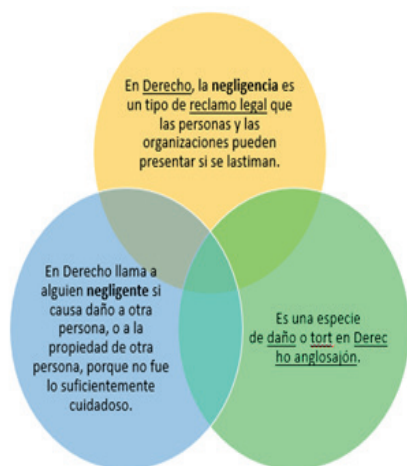 En Derecho, la negligencia es
un tipo de reclamo legal que
las personas y las
organizaciones pueden
presentar si se lastiman.
En Derecho llama a
alguien negligente si
causa daño a otra
persona, o a la
propiedad de otra
persona, porque no fue
lo suficientemente
cuidadoso.
Es una especie
de daño o tort en Derec
ho anglosajón.